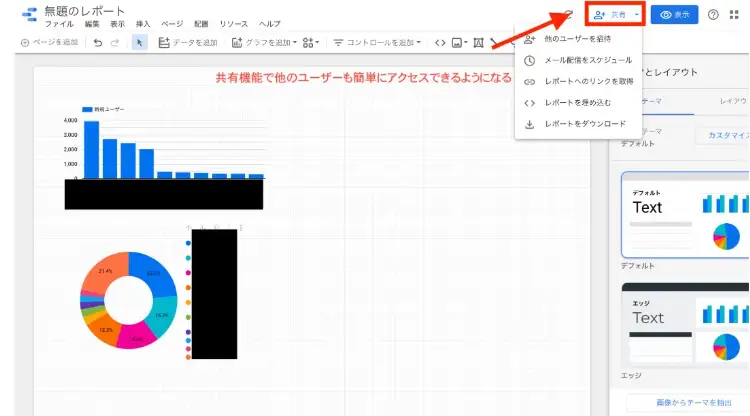 無題のレポート
ファイル 編集 表示 挿入 ページ 配置 リソース ヘルプ
共有
表示
ページを追加 データを追加 グラフを追加 コントロールを追加
他のユーザーを招待
メール配信をスケジュール
レポートへのリンクを取得
レポートを埋め込む
レポートをダウンロード
共有機能で他のユーザーも簡単にアクセスできるようになる
とレイアウト
テーマ レイアウ
テーマ
デフォルト
カスタマイズ
新規ユーザー
4,000
3,000
2,000
1,000
0
デフォルト
Text
デフォルト
21.4%
12.2%
エッジ
Text
エッジ
画像からテーマを抽出